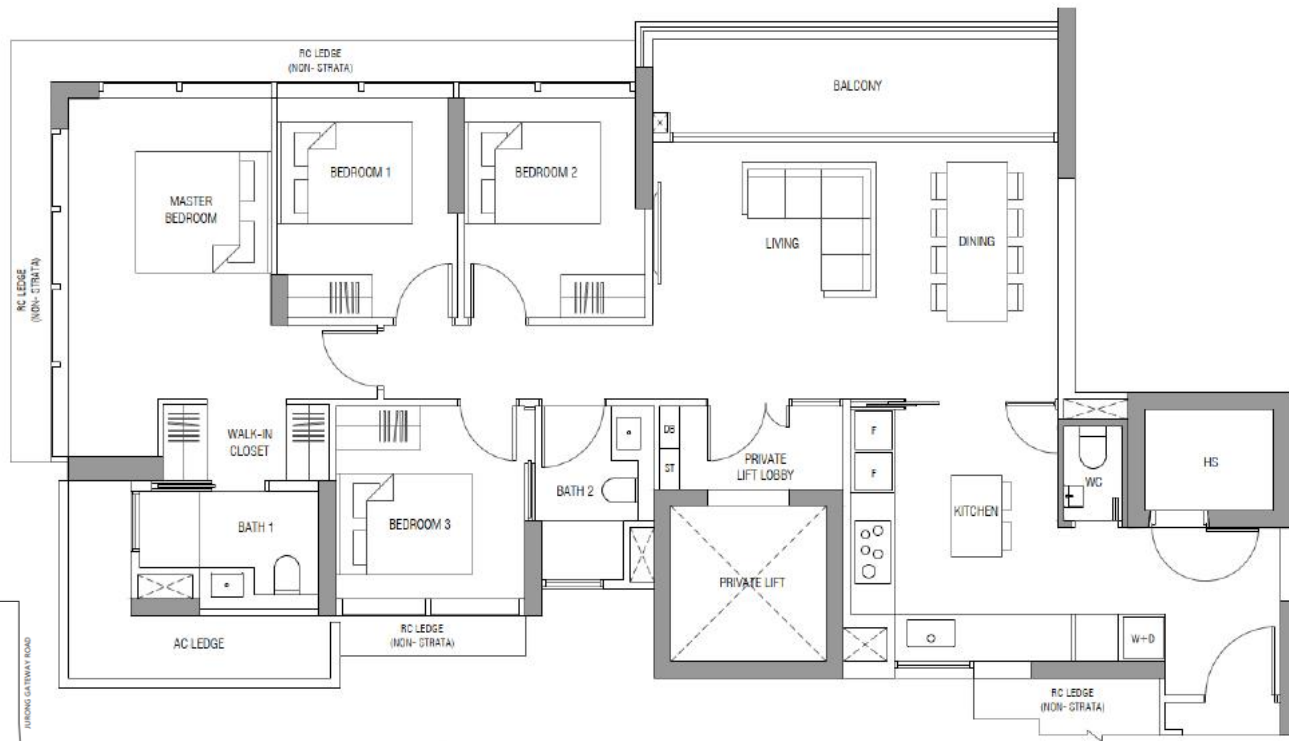 RC LEDGE
(NON- STRATA)
BALCONY
BEDROOM 1
BEDROOM 2
MASTER
BEDROOM
LIVING
DINING
RC LEDGE
(NON- STRATA)
WALK-IN
CLOSET
DB
ST
PRIVATE
LIFT LOBBY
F
F
BATH 2
WC
HS
KITCHEN
BATH 1
BEDROOM 3
PRIVATE LIFT
AC LEDGE
RC LEDGE
(NON- STRATA)
W+D
RC LEDGE
(NON- STRATA)
JURONG GATEWAY ROAD